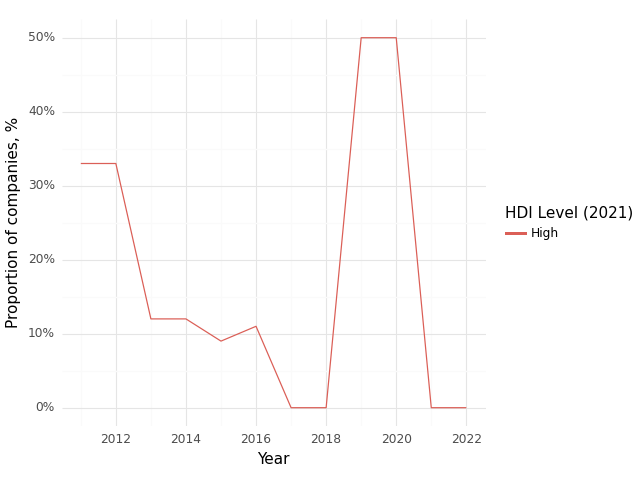 50%
40%
30%
20%
10%
0%
Proportion of companies, %
2012 2014 2016 2018 2020 2022
Year
HDI Level (2021)
High